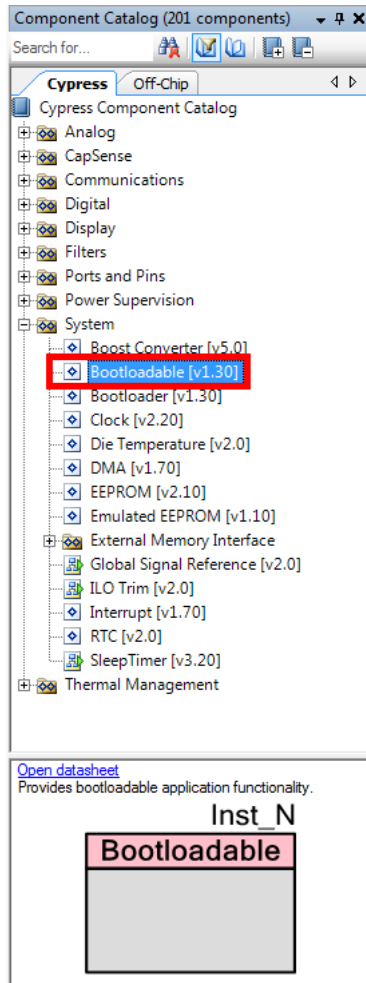 Component Catalog (201 components)
Search for...
Cypress
Off-Chip
Cypress Component Catalog
Analog
CapSense
Communications
Digital
Display
Filters
Ports and Pins
Power Supervision
System
Boost Converter [v5.0]
Bootloadable [v1.30]
Bootloader [v1.30]
Clock [v2.20]
Die Temperature [v2.0]
DMA [v1.70]
EEPROM [v2.10]
Emulated EEPROM [v1.10]
External Memory Interface
Global Signal Reference [v2.0]
ILO Trim [v2.0]
Interrupt [v1.70]
RTC [v2.0]
SleepTimer [v3.20]
Thermal Management
Open datasheet
Provides bootloadable application functionality.
Inst_N
Bootloadable